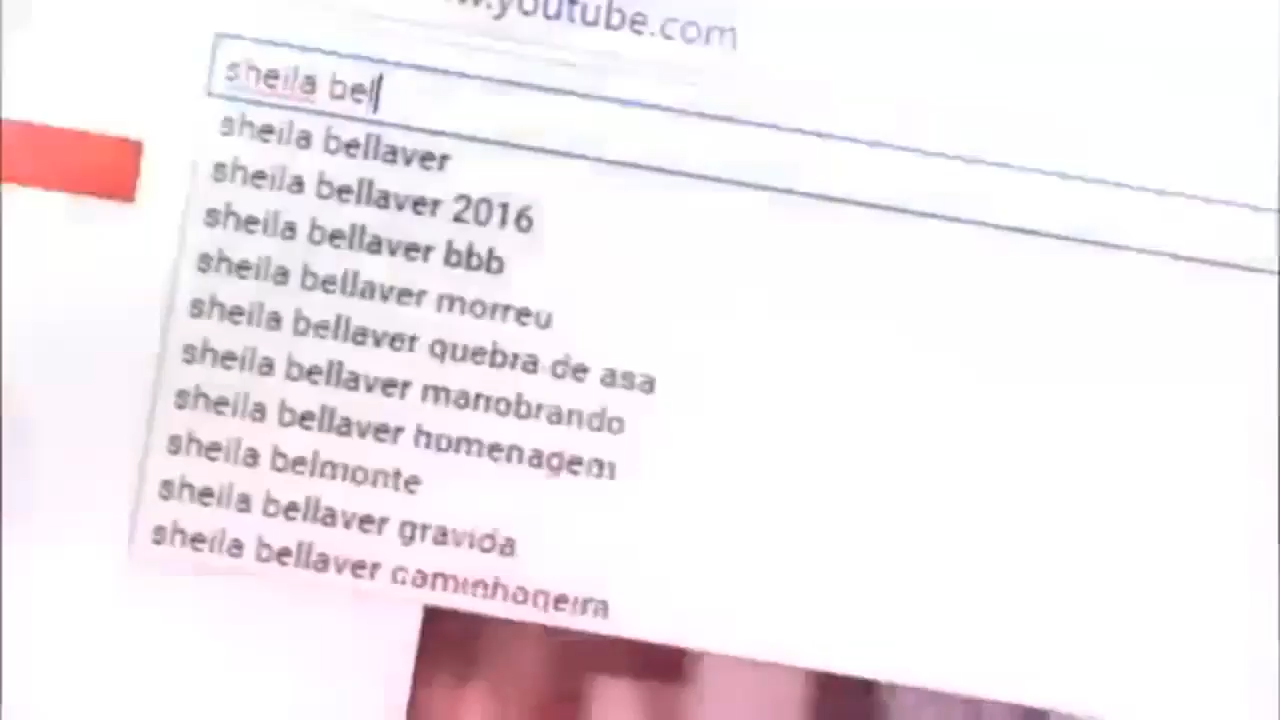 youtube.com
sheila bel
sheila bellaver
sheila bellaver 2016
sheila bellaver bbb
sheila bellaver morreu
sheila bellaver quebra de asa
sheila bellaver manobrando
sheila bellaver homenagem
sheila belmonte
sheila bellaver gravida
sheila bellaver caminhoneira